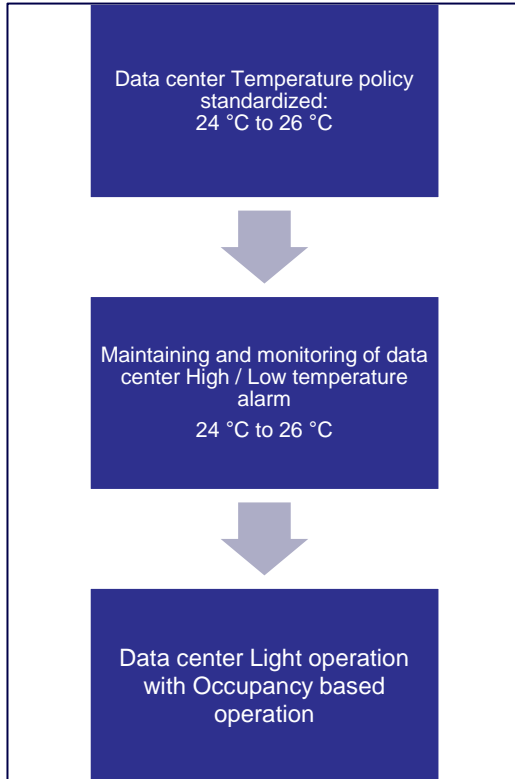 Data center Temperature policy
standardized:
24 °C to 26 °C
Maintaining and monitoring of data
center High / Low temperature
alarm
24 °C to 26 °C
Data center Light operation
with Occupancy based
operation